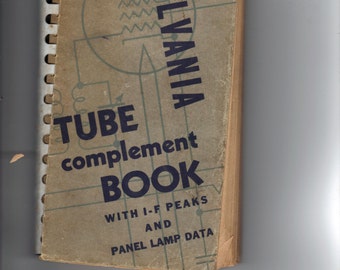 LVANIA
TUBE
complement
BOOK
WITH I-F PEAKS
AND
PANEL LAMP DATA